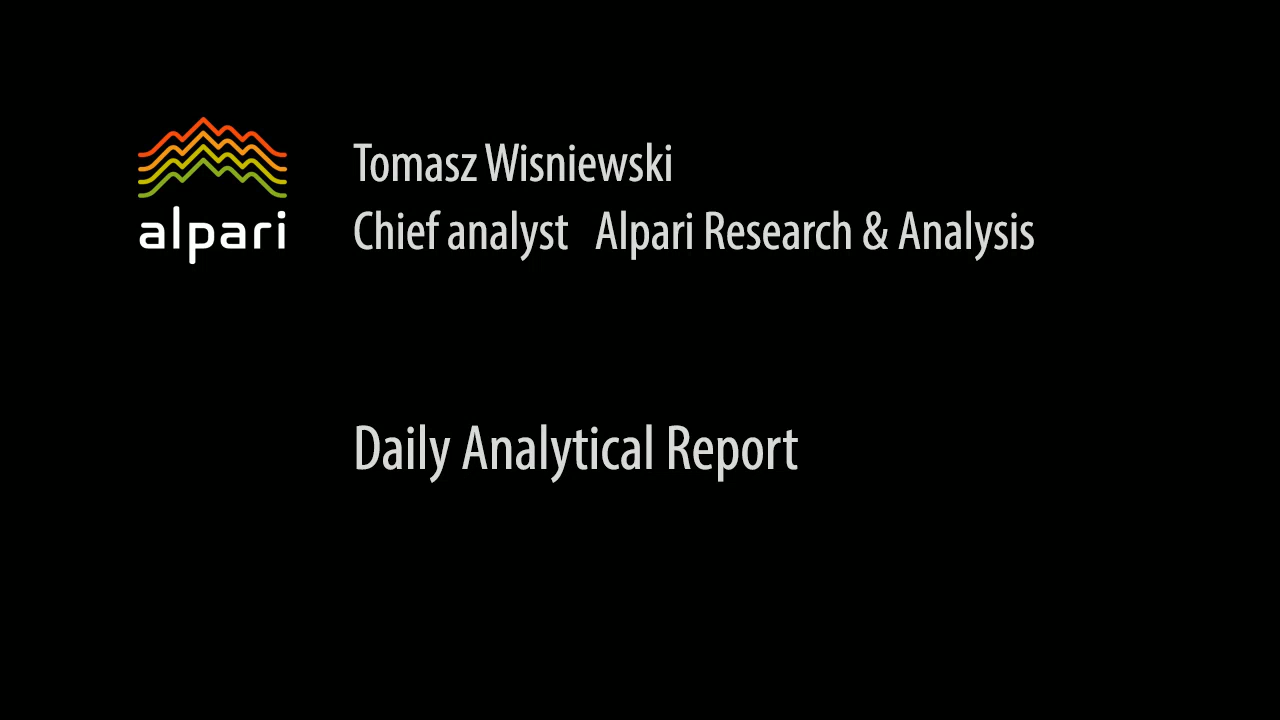 alpari
Tomasz Wisniewski
Chief analyst Alpari Research & Analysis
Daily Analytical Report